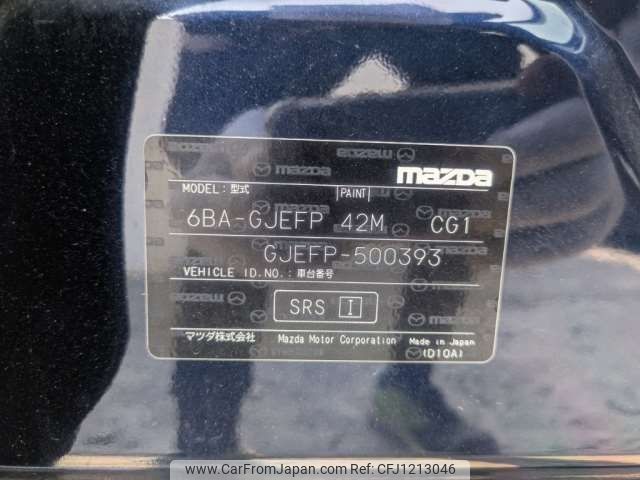 mazda
MODEL: 型式 PAINT
6BA-GJEFP 42M CG1
GJEFP-500393
VEHICLE ID.NO.: 車台番号
SRS I
マツダ株式会社 Mazda Motor Corporation Made in Japan
(D10A)
www.CarFromJapan.com | Ref. No: CFJ1213046